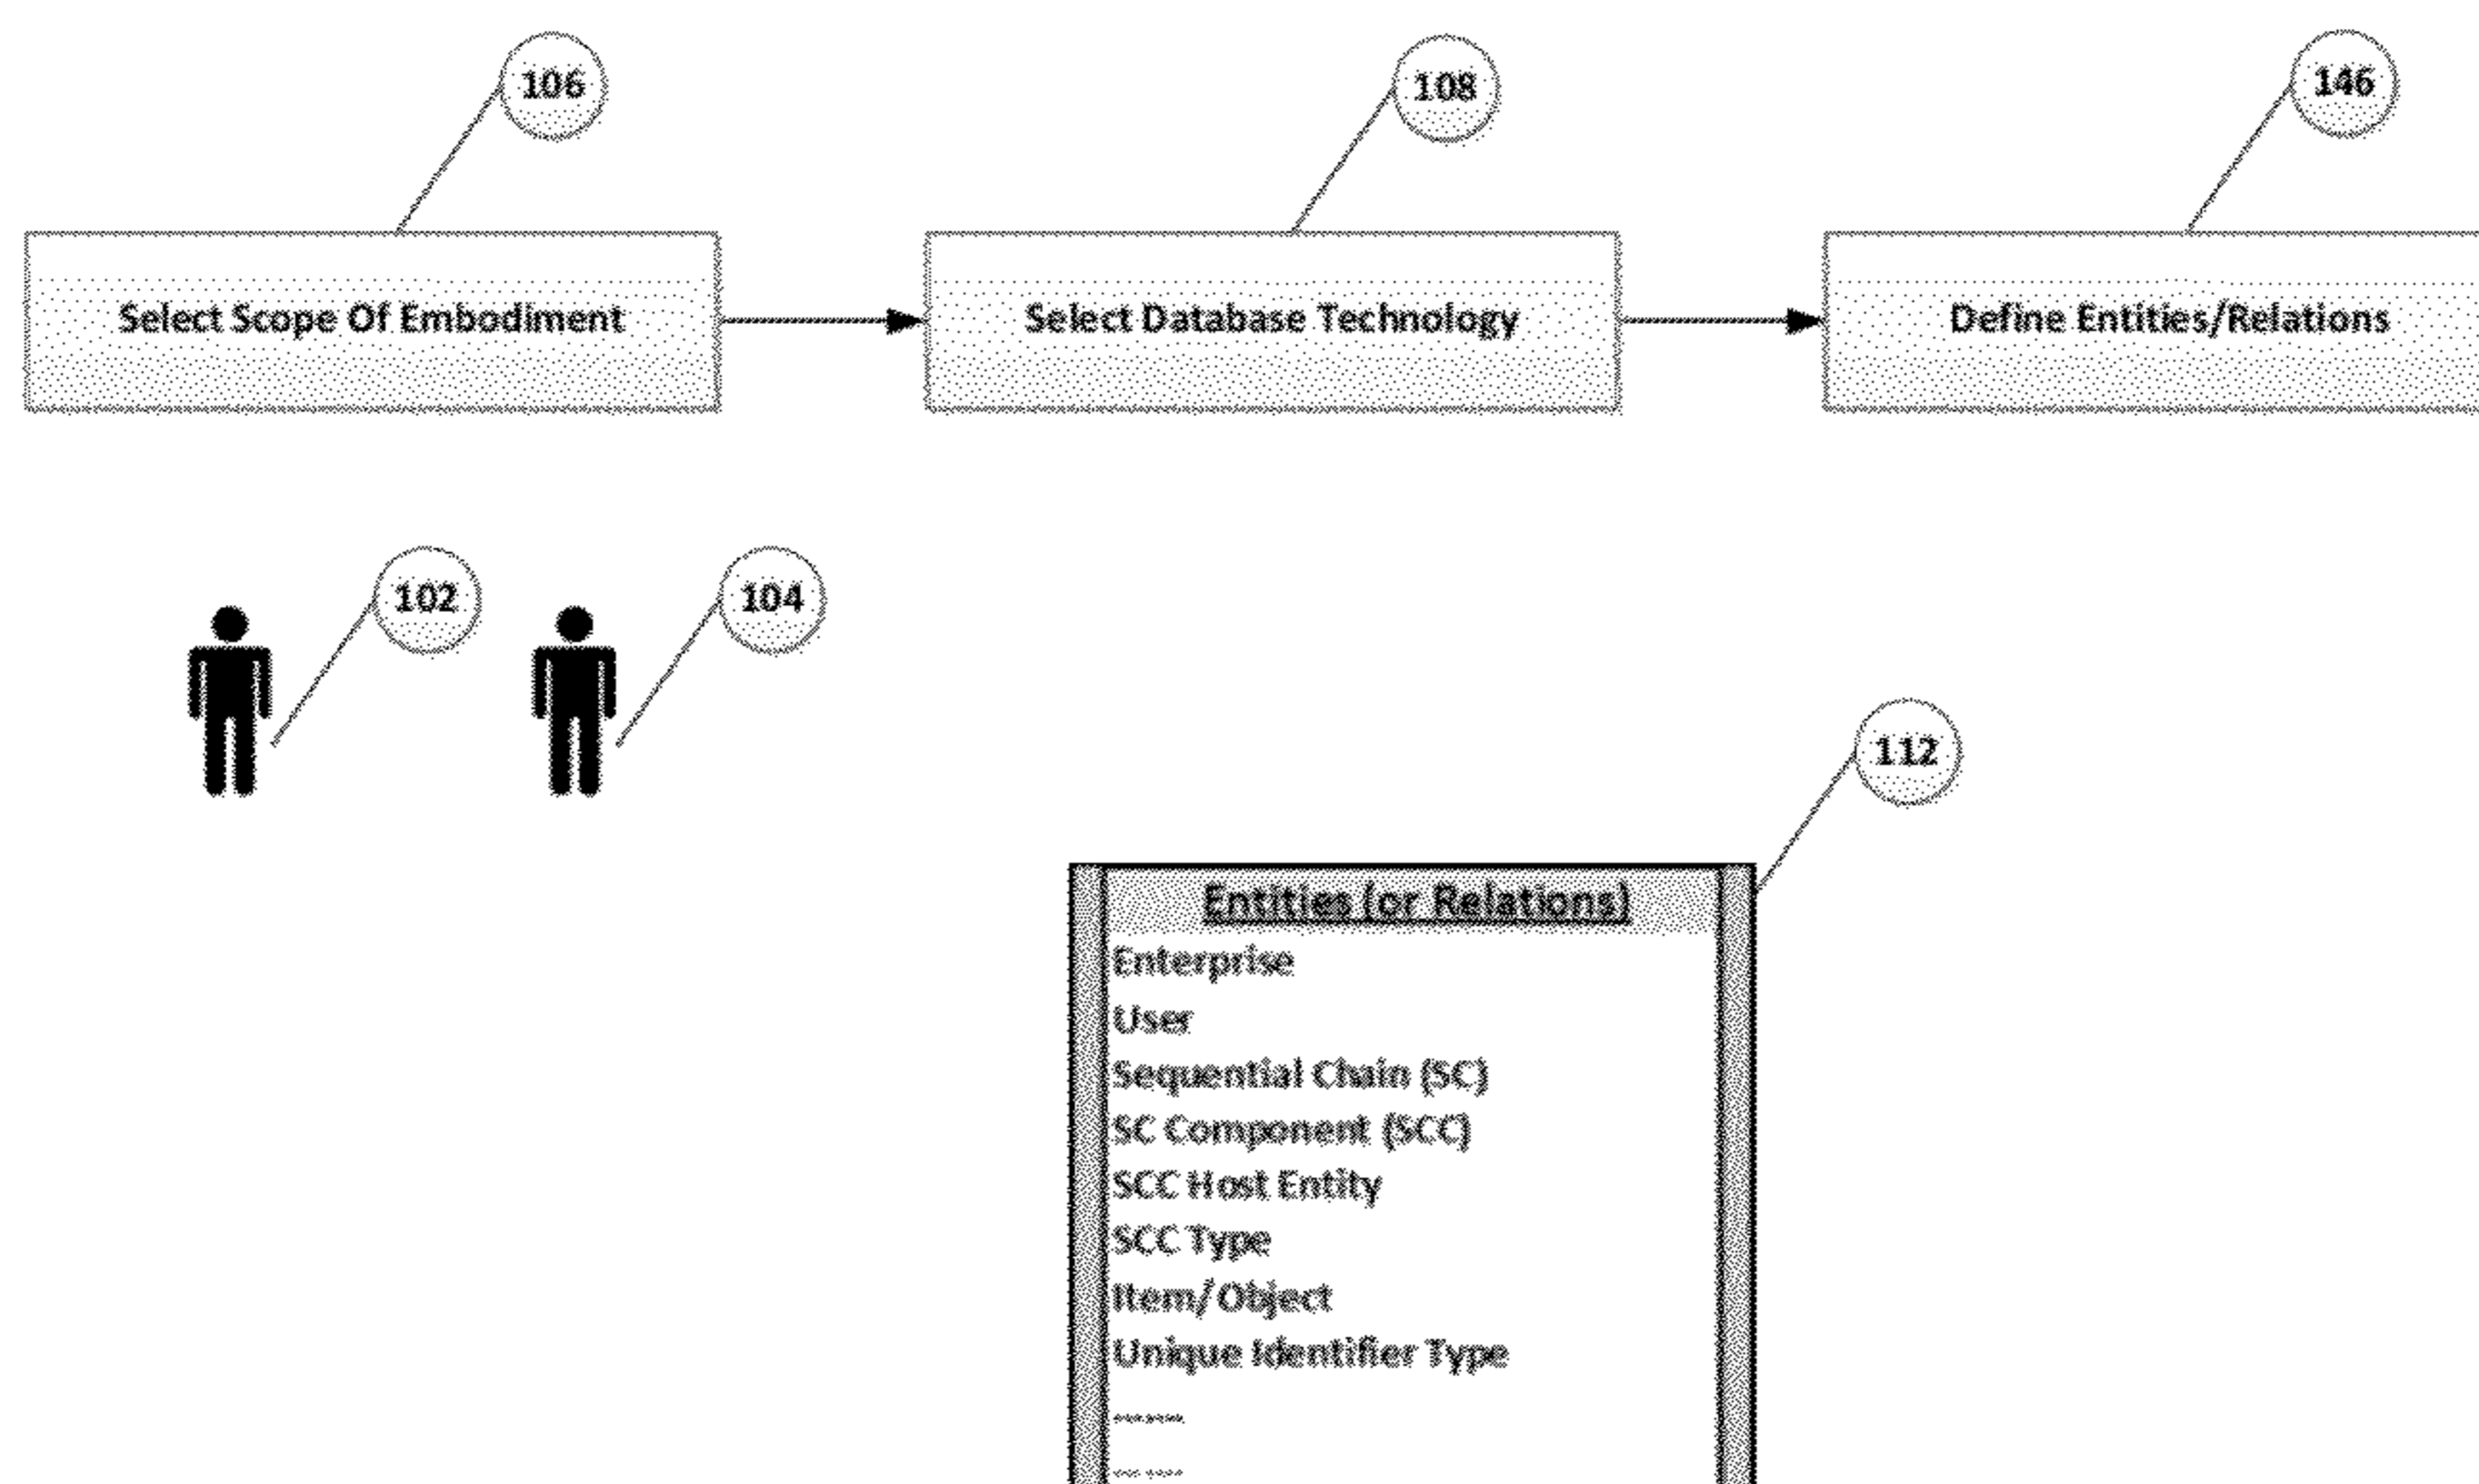 106
108
146
Select Scope Of Embodiment
Select Database Technology
Define Entities/Relations
102
104
112
Entities (or Relations)
Enterprise
User
Sequential Chain (SC)
SC Component (SCC)
SCC Host Entity
SCC Type
Item/Object
Unique Identifier Type
------
------